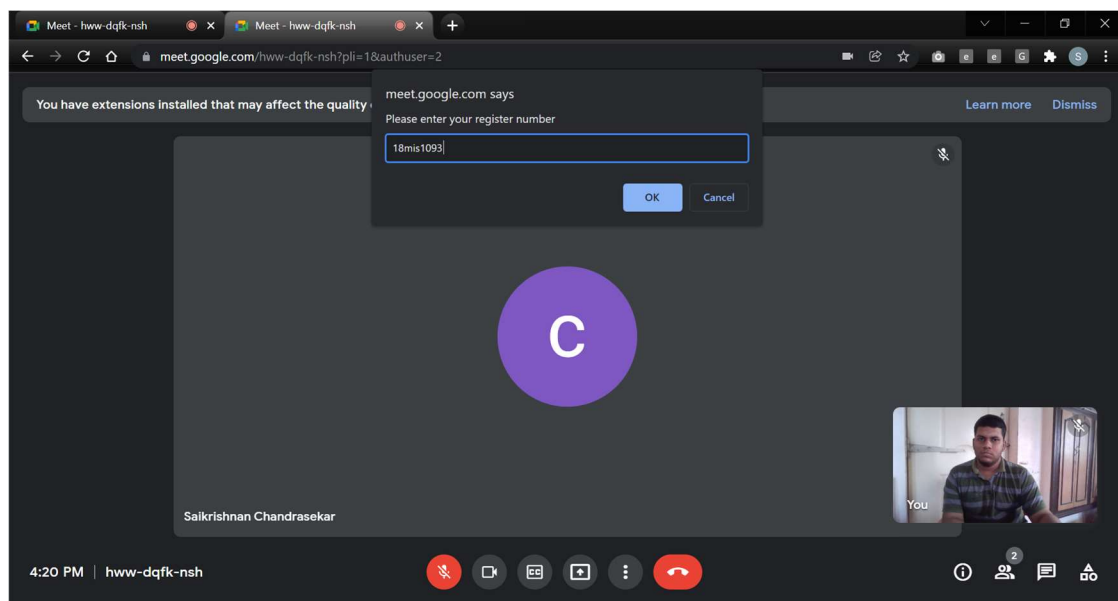 Meet - hww-dqfk-nsh
Meet - hww-dqfk-nsh
meet.google.com/hww-dqfk-nsh?pli=1&authuser=2
e e G S
meet.google.com says
Please enter your register number
18mis1093
OK Cancel
You have extensions installed that may affect the quality
Learn more Dismiss
C
Saikrishnan Chandrasekar
You
4:20 PM | hww-dqfk-nsh
CC
2